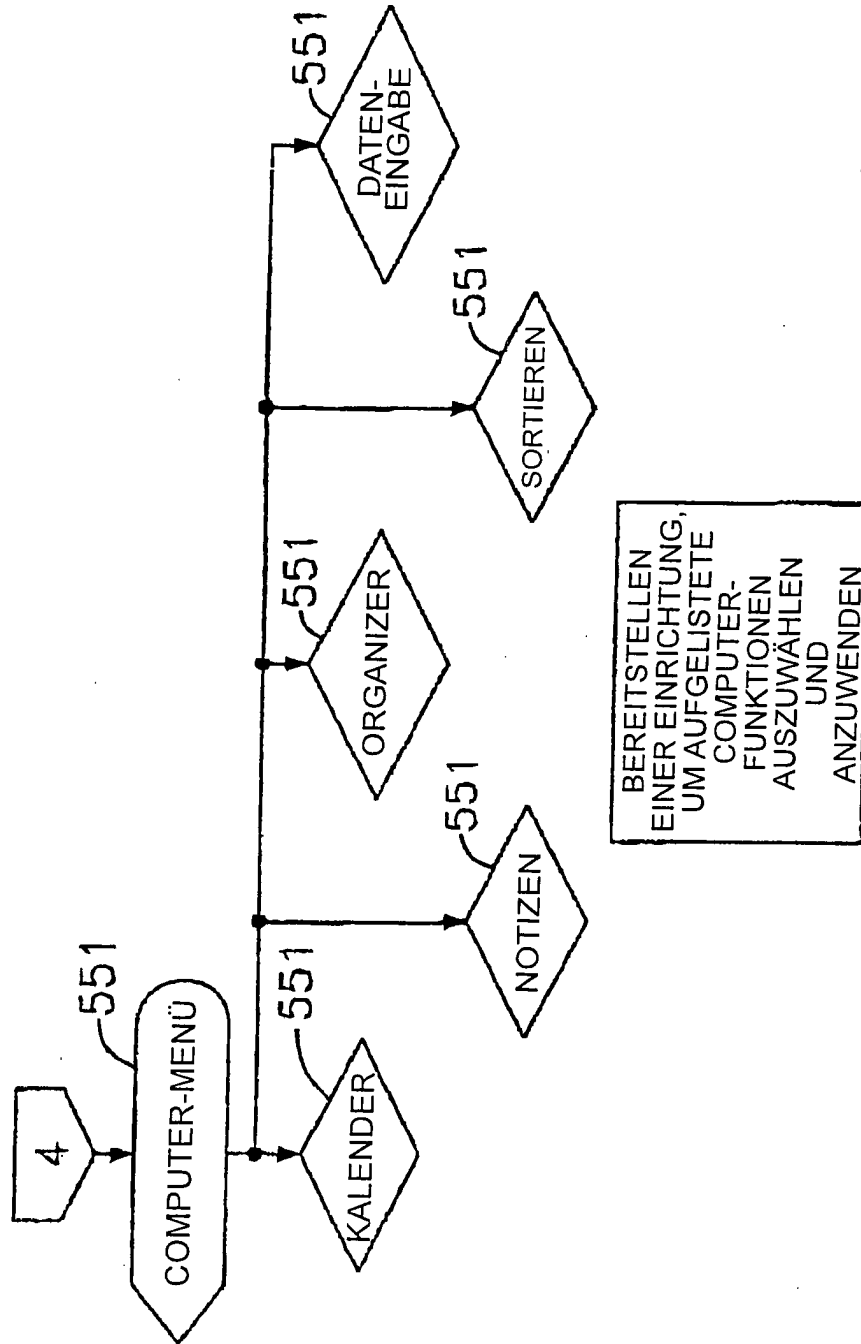 4
COMPUTER-MENÜ
551
KALENDER
551
NOTIZEN
551
ORGANIZER
551
SORTIEREN
551
DATEN-
EINGABE
551
BEREITSTELLEN
EINER EINRICHTUNG,
UM AUFGELISTETE
COMPUTER-
FUNKTIONEN
AUSZUWÄHLEN
UND
ANZUWENDEN